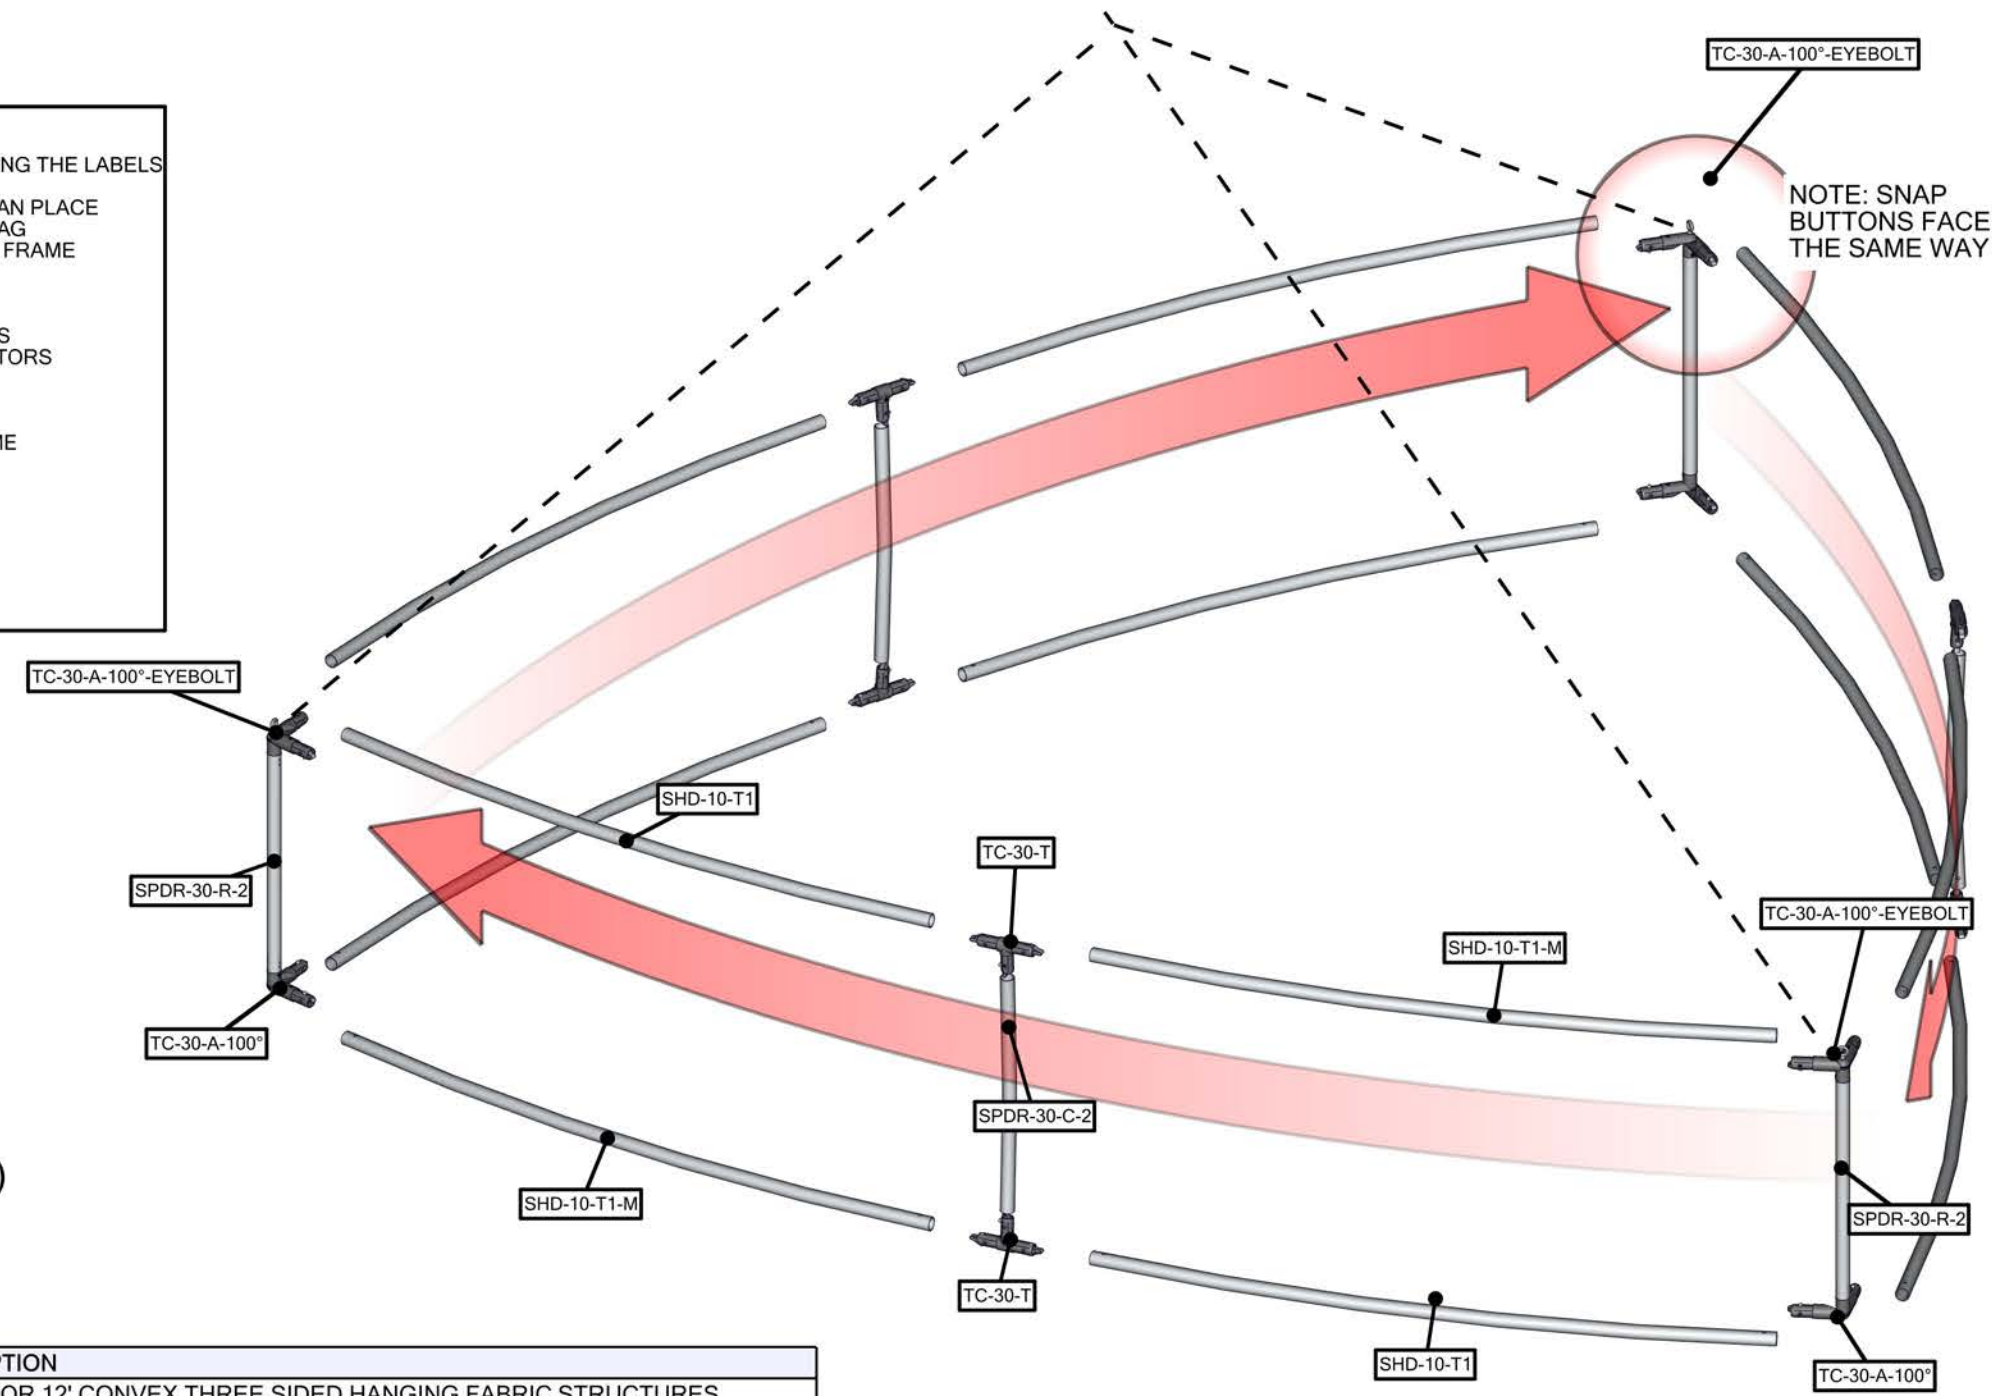 TC-30-A-100°-EYEBOLT
NOTE: SNAP
BUTTONS FACE
THE SAME WAY
NG THE LABELS
AN PLACE
AG
FRAME
S
TORS
ME
TC-30-A-100°-EYEBOLT
SHD-10-T1
SPDR-30-R-2
TC-30-T
TC-30-A-100°-EYEBOLT
SHD-10-T1-M
TC-30-A-100°
SPDR-30-C-2
SHD-10-T1-M
SPDR-30-R-2
TC-30-T
SHD-10-T1
TC-30-A-100°
PTION
OR 12' CONVEX THREE SIDED HANGING FABRIC STRUCTURES